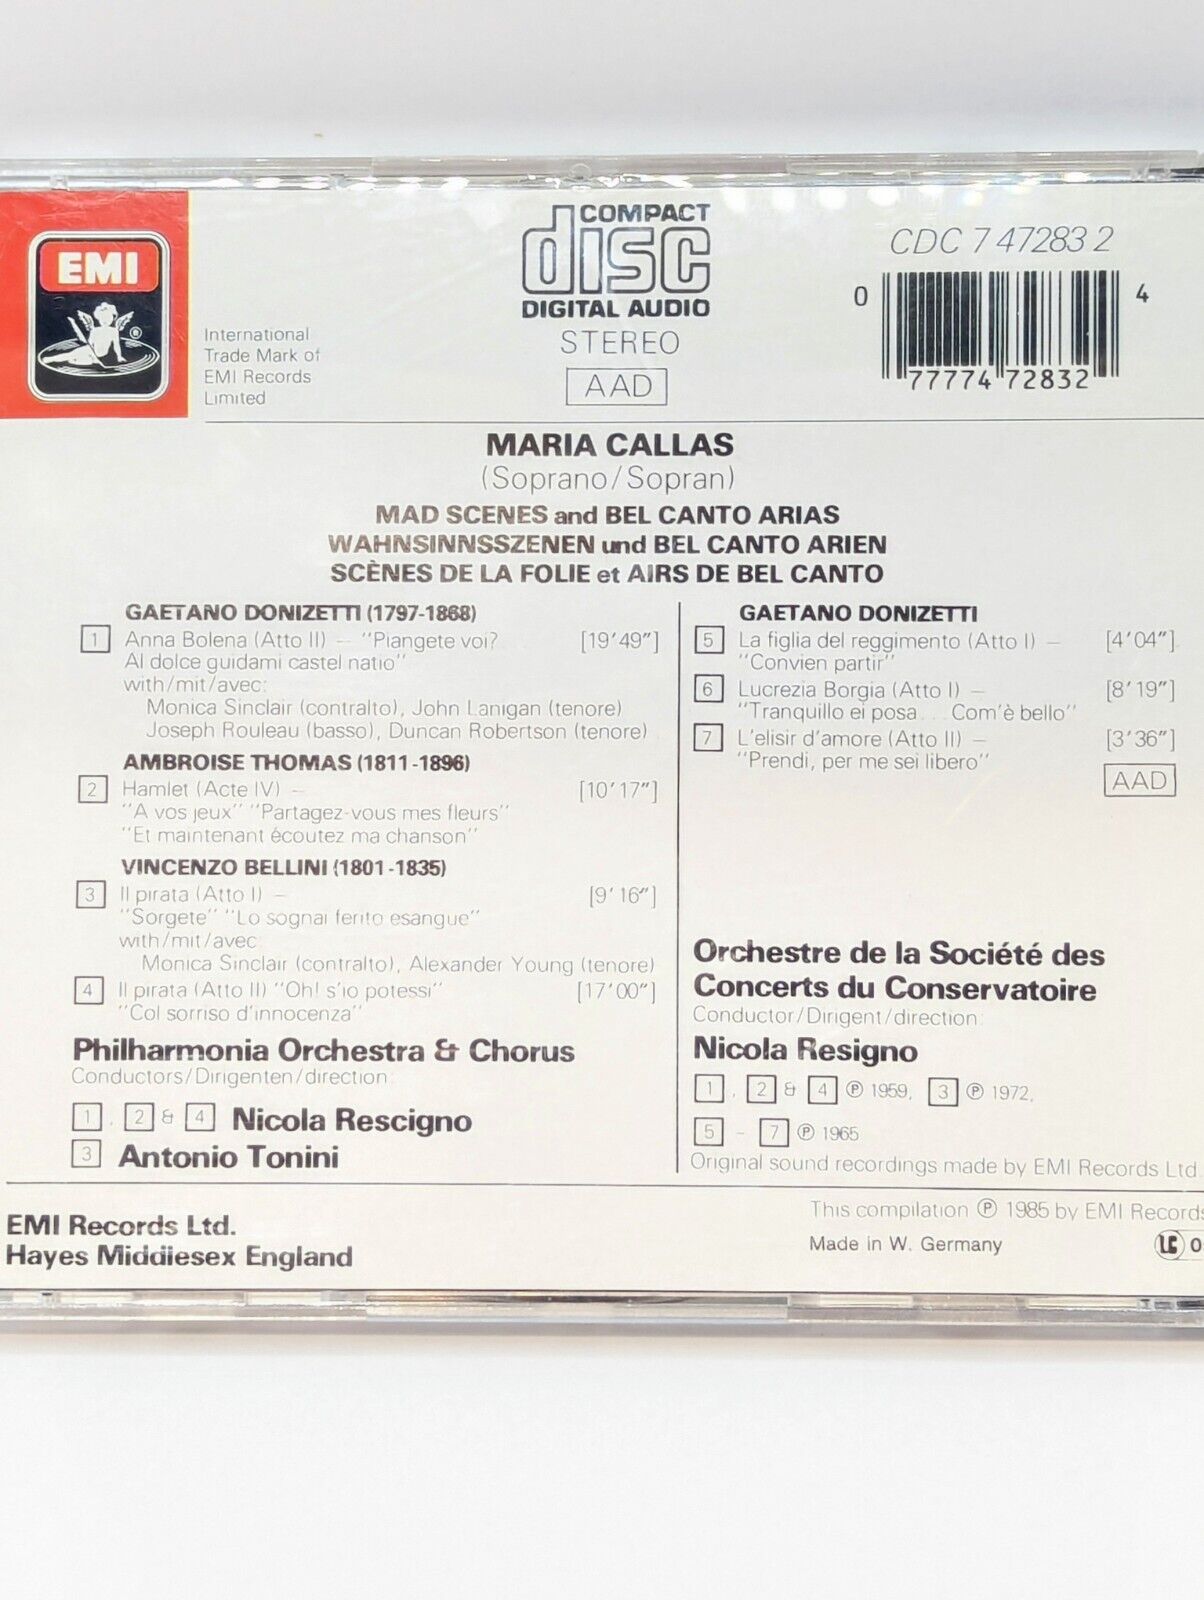 EMI
®
International
Trade Mark of
EMI Records
Limited
COMPACT
disc
DIGITAL AUDIO
STEREO
AAD
CDC 7 47283 2
0 77774 72832 4
MARIA CALLAS
(Soprano/Sopran)
MAD SCENES and BEL CANTO ARIAS
WAHNSINNSSZENEN und BEL CANTO ARIEN
SCÈNES DE LA FOLIE et AIRS DE BEL CANTO
GAETANO DONIZETTI (1797-1868)
1 Anna Bolena (Atto II) – "Piangete voi? [19'49"]
Al dolce guidami castel natio"
with/mit/avec:
Monica Sinclair (contralto), John Lanigan (tenore)
Joseph Rouleau (basso), Duncan Robertson (tenore)
AMBROISE THOMAS (1811-1896)
2 Hamlet (Acte IV) – [10'17"]
"A vos jeux" "Partagez-vous mes fleurs"
"Et maintenant écoutez ma chanson"
VINCENZO BELLINI (1801-1835)
3 Il pirata (Atto I) – [9'16"]
"Sorgete" "Lo sognai ferito esangue"
with/mit/avec:
Monica Sinclair (contralto), Alexander Young (tenore)
4 Il pirata (Atto II) "Oh! s'io potessi" [17'00"]
"Col sorriso d'innocenza"
Philharmonia Orchestra & Chorus
Conductors/Dirigenten/direction:
1, 2 & 4 Nicola Rescigno
3 Antonio Tonini
GAETANO DONIZETTI
5 La figlia del reggimento (Atto I) – [4'04"]
"Convien partir"
6 Lucrezia Borgia (Atto I) – [8'19"]
"Tranquillo ei posa... Com'è bello"
7 L'elisir d'amore (Atto II) – [3'36"]
"Prendi, per me sei libero"
AAD
Orchestre de la Société des
Concerts du Conservatoire
Conductor/Dirigent/direction:
Nicola Resigno
1, 2 & 4 ℗ 1959, 3 ℗ 1972,
5 - 7 ℗ 1965
Original sound recordings made by EMI Records Ltd
EMI Records Ltd.
Hayes Middlesex England
This compilation ℗ 1985 by EMI Records
Made in W. Germany
LC 0